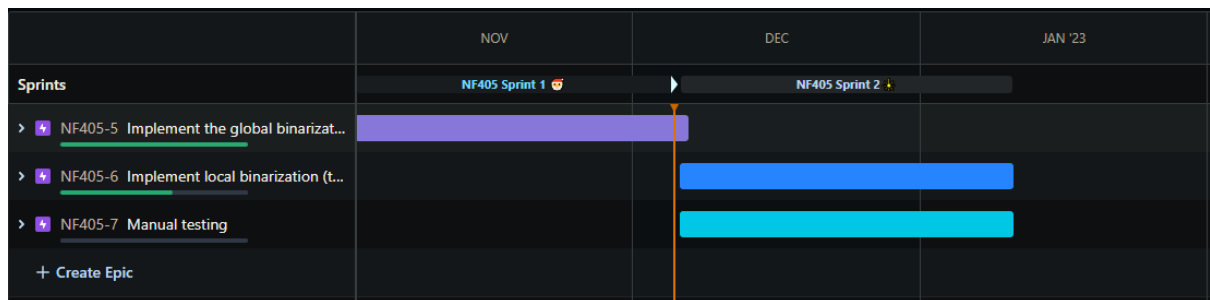 NOV DEC JAN '23
Sprints NF405 Sprint 1 🎅 NF405 Sprint 2
NF405-5 Implement the global binarizat...
NF405-6 Implement local binarization (t...
NF405-7 Manual testing
+ Create Epic